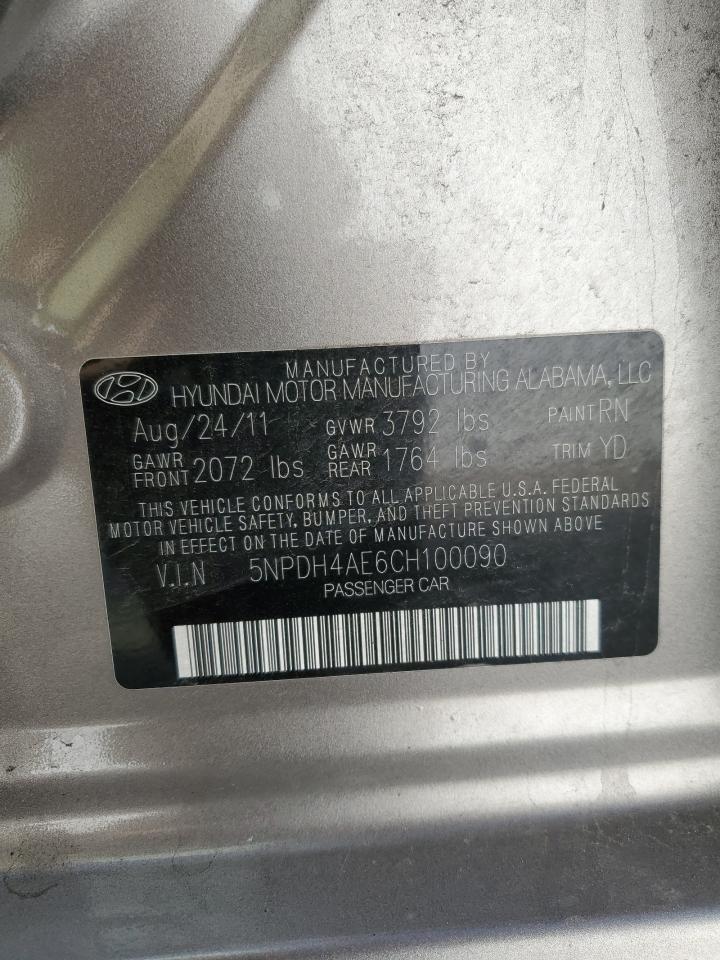 MANUFACTURED BY
HYUNDAI MOTOR MANUFACTURING ALABAMA, LLC
Aug/24/11 GVWR 3792 lbs PAINT RN
GAWR FRONT 2072 lbs GAWR REAR 1764 lbs TRIM YD
THIS VEHICLE CONFORMS TO ALL APPLICABLE U.S.A. FEDERAL
MOTOR VEHICLE SAFETY, BUMPER, AND THEFT PREVENTION STANDARDS
IN EFFECT ON THE DATE OF MANUFACTURE SHOWN ABOVE
V.I.N 5NPDH4AE6CH100090
PASSENGER CAR